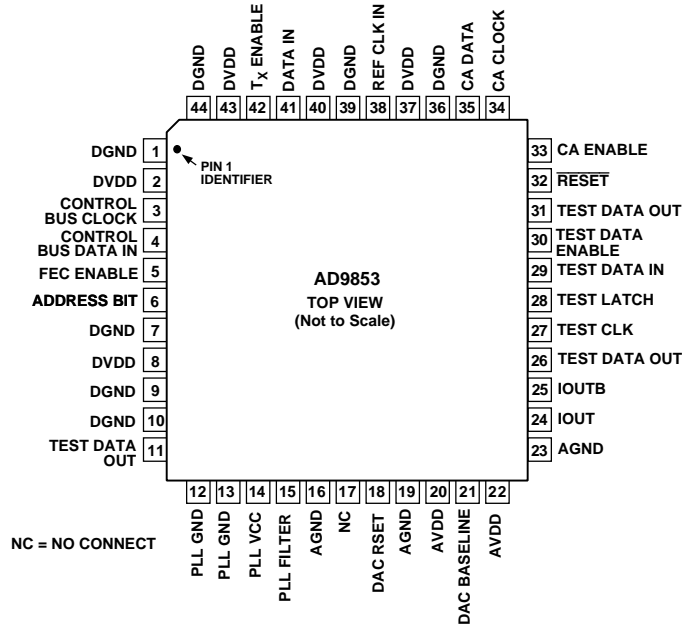 DGND
DVDD
TX ENABLE
DATA IN
DVDD
DGND
REF CLK IN
DVDD
DGND
CA DATA
CA CLOCK
44 43 42 41 40 39 38 37 36 35 34
DGND 1
DVDD 2
CONTROL
BUS CLOCK 3
CONTROL
BUS DATA IN 4
FEC ENABLE 5
ADDRESS BIT 6
DGND 7
DVDD 8
DGND 9
DGND 10
TEST DATA
OUT 11
PIN 1
IDENTIFIER
AD9853
TOP VIEW
(Not to Scale)
33 CA ENABLE
32 RESET
31 TEST DATA OUT
30 TEST DATA
ENABLE
29 TEST DATA IN
28 TEST LATCH
27 TEST CLK
26 TEST DATA OUT
25 IOUTB
24 IOUT
23 AGND
12 13 14 15 16 17 18 19 20 21 22
PLL GND
PLL GND
PLL VCC
PLL FILTER
AGND
NC
DAC RSET
AGND
AVDD
DAC BASELINE
AVDD
NC = NO CONNECT